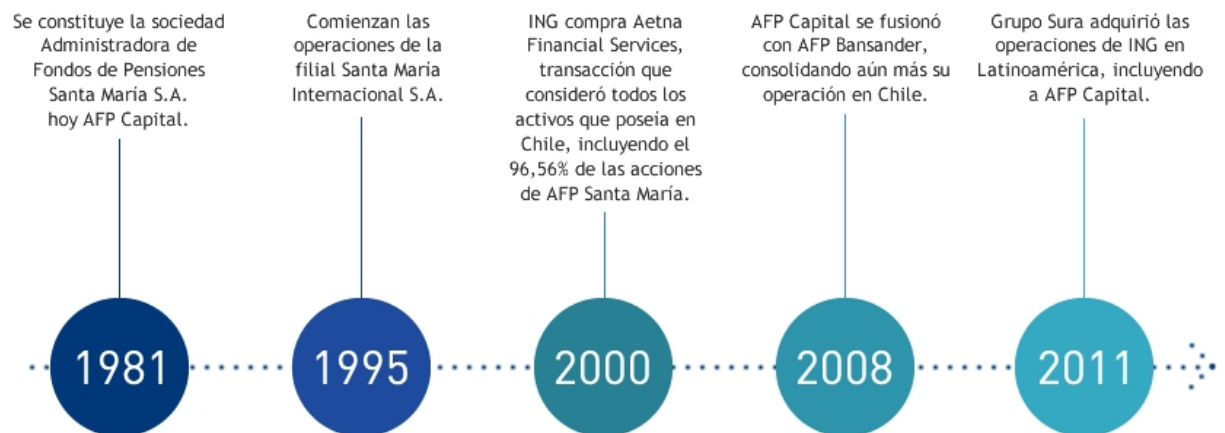 Se constituye la sociedad
Administradora de
Fondos de Pensiones
Santa María S.A.
hoy AFP Capital.
Comienzan las
operaciones de la
filial Santa María
Internacional S.A.
ING compra Aetna
Financial Services,
transacción que
consideró todos los
activos que poseía en
Chile, incluyendo el
96,56% de las acciones
de AFP Santa María.
AFP Capital se fusionó
con AFP Bansander,
consolidando aún más su
operación en Chile.
Grupo Sura adquirió las
operaciones de ING en
Latinoamérica, incluyendo
a AFP Capital.
1981
1995
2000
2008
2011